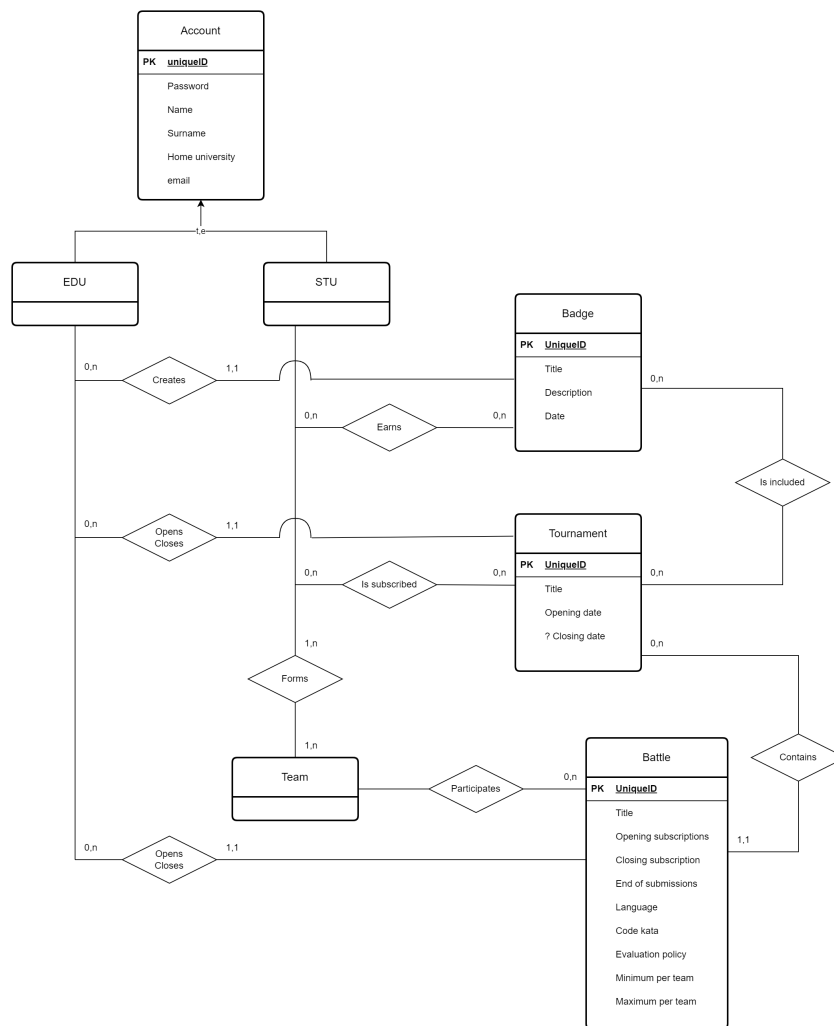 Account
PK uniqueID
Password
Name
Surname
Home university
email
t,e
EDU
STU
Badge
PK UniqueID
Title
Description
Date
0,n
Creates
1,1
0,n
0,n
Earns
0,n
Is included
0,n
Opens
Closes
1,1
Tournament
PK UniqueID
Title
Opening date
? Closing date
0,n
Is subscribed
0,n
0,n
0,n
1,n
Forms
1,n
Team
Participates
0,n
Battle
PK UniqueID
Title
Opening subscriptions
Closing subscription
End of submissions
Language
Code kata
Evaluation policy
Minimum per team
Maximum per team
Contains
1,1
0,n
Opens
Closes
1,1